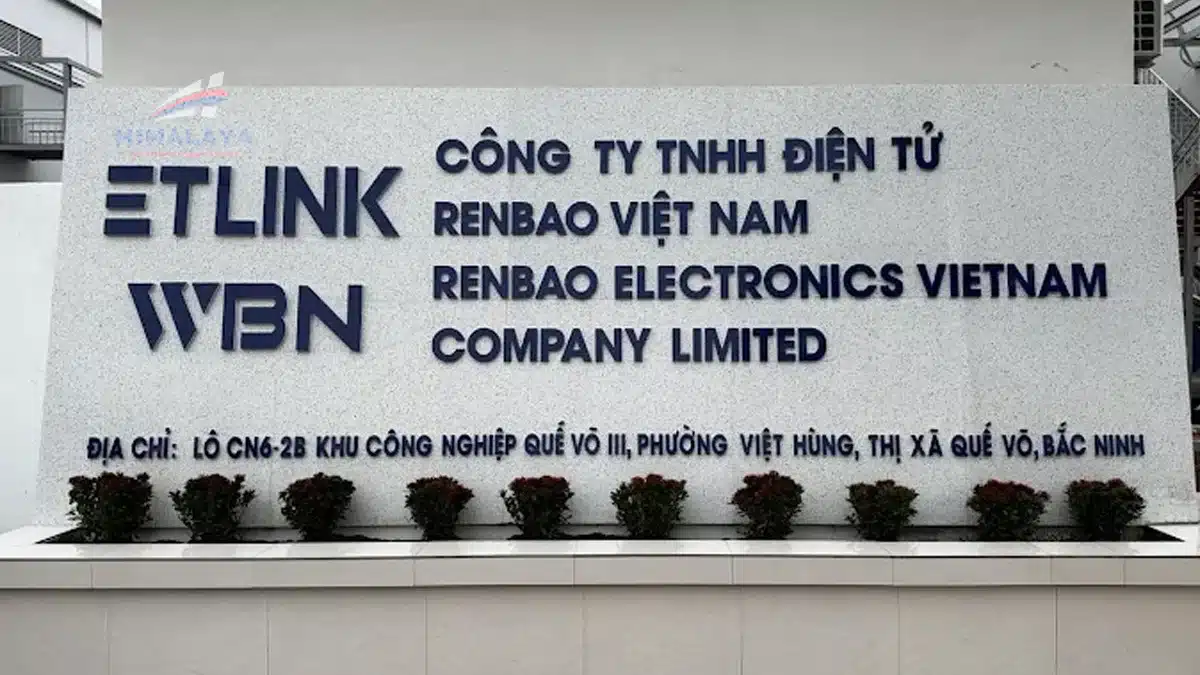 HIMALAYA
ETLINK
WBN
CÔNG TY TNHH ĐIỆN TỬ
RENBAO VIỆT NAM
RENBAO ELECTRONICS VIETNAM
COMPANY LIMITED
ĐỊA CHỈ: LÔ CN6-2B KHU CÔNG NGHIỆP QUẾ VÕ III, PHƯỜNG VIỆT HÙNG, THỊ XÃ QUẾ VÕ, BẮC NINH